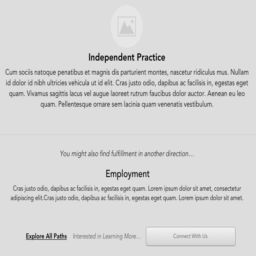 Independent Practice
Cum sociis natoque penatibus et magnis dis parturient montes, nascetur ridiculus mus. Nullam
id dolor id nibh ultricies vehicula ut id elit. Cras justo odio, dapibus ac facilisis in, egestas eget
quam. Vivamus sagittis lacus vel augue laoreet rutrum faucibus dolor auctor. Aenean eu leo
quam. Pellentesque ornare sem lacinia quam venenatis vestibulum.
You might also find fulfillment in another direction...
Employment
Cras justo odio, dapibus ac facilisis in, egestas eget quam. Lorem ipsum dolor sit amet, consectetur
adipiscing elit.Cras justo odio, dapibus ac facilisis in, egestas eget quam. Lorem ipsum dolor sit amet.
Explore All Paths Interested in Learning More... Connect With Us